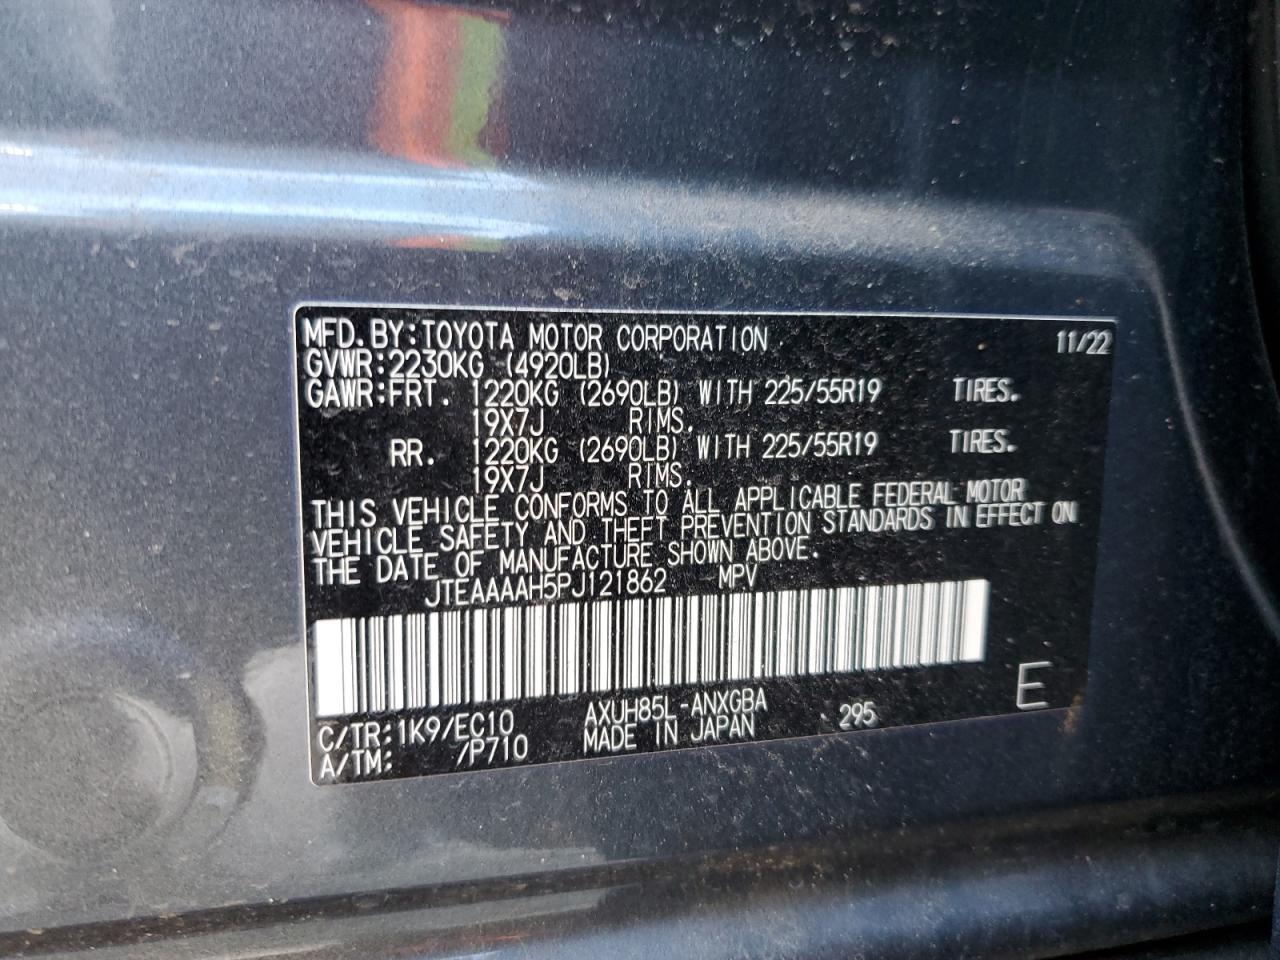 MFD.BY:TOYOTA MOTOR CORPORATION 11/22
GVWR:2230KG (4920LB)
GAWR:FRT. 1220KG (2690LB) WITH 225/55R19 TIRES.
19X7J RIMS.
RR. 1220KG (2690LB) WITH 225/55R19 TIRES.
19X7J RIMS.
THIS VEHICLE CONFORMS TO ALL APPLICABLE FEDERAL MOTOR
VEHICLE SAFETY AND THEFT PREVENTION STANDARDS IN EFFECT ON
THE DATE OF MANUFACTURE SHOWN ABOVE.
JTEAAAAH5PJ121862 MPV
E
C/TR:1K9/EC10 AXUH85L-ANXGBA 295
A/TM: /P710 MADE IN JAPAN